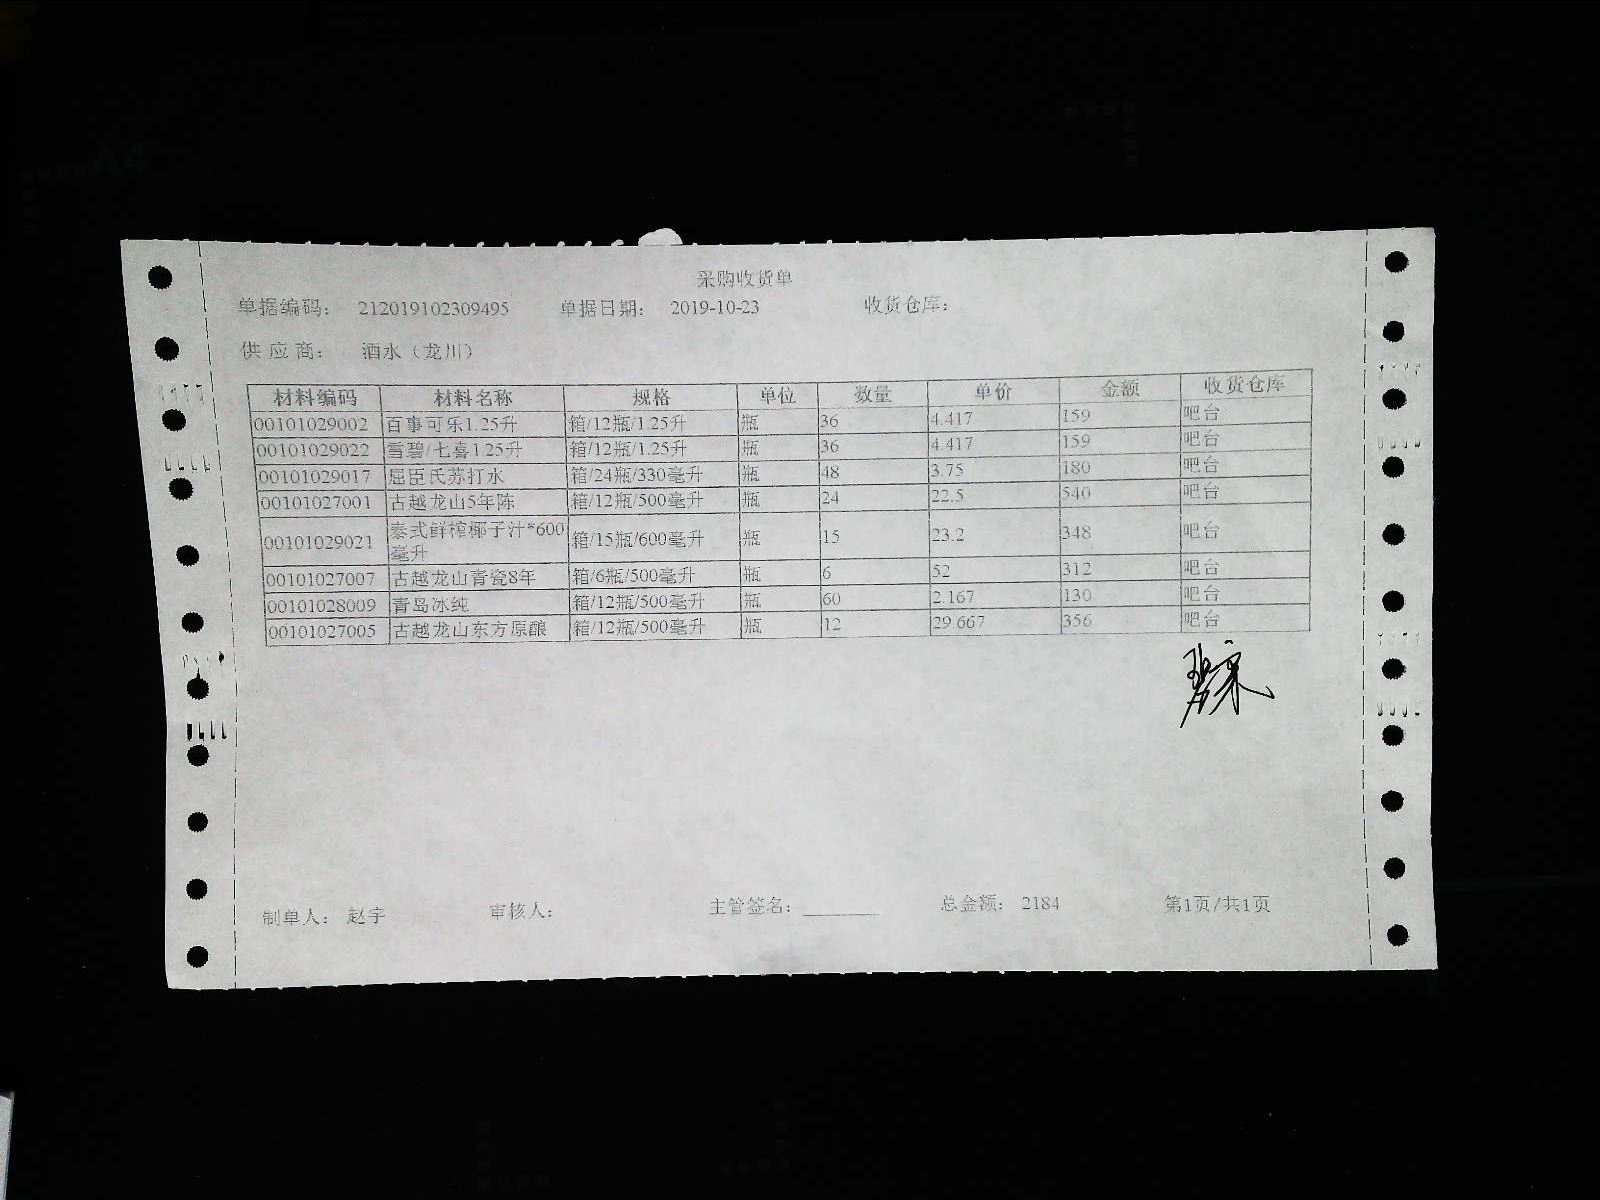 采购收货单
单据编码： 212019102309495 单据日期： 2019-10-23 收货仓库：
供应商： 酒水（龙川）
材料编码 材料名称 规格 单位 数量 单价 金额 收货仓库
00101029002 百事可乐1.25升 箱/12瓶/1.25升 瓶 36 4.417 159 吧台
00101029022 雪碧/七喜1.25升 箱/12瓶/1.25升 瓶 36 4.417 159 吧台
00101029017 屈臣氏苏打水 箱/24瓶/330毫升 瓶 48 3.75 180 吧台
00101027001 古越龙山5年陈 箱/12瓶/500毫升 瓶 24 22.5 540 吧台
00101029021 泰式鲜榨椰子汁*600毫升 箱/15瓶/600毫升 瓶 15 23.2 348 吧台
00101027007 古越龙山青瓷8年 箱/6瓶/500毫升 瓶 6 52 312 吧台
00101028009 青岛冰纯 箱/12瓶/500毫升 瓶 60 2.167 130 吧台
00101027005 古越龙山东方原酿 箱/12瓶/500毫升 瓶 12 29.667 356 吧台
制单人： 赵宇 审核人： 主管签名：________ 总金额： 2184 第1页/共1页